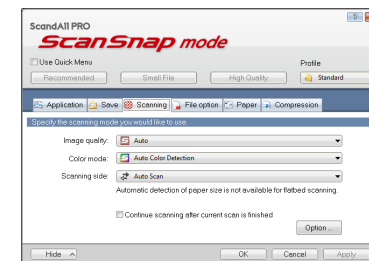 ScandAll PRO
ScanSnap mode
Use Quick Menu
Profile
Recommended Small File High Quality Standard
Application Save Scanning File option Paper Compression
Specify the scanning mode you would like to use.
Image quality: Auto
Color mode: Auto Color Detection
Scanning side: Auto Scan
Automatic detection of paper size is not available for flatbed scanning.
Continue scanning after current scan is finished
Option...
Hide OK Cancel Apply